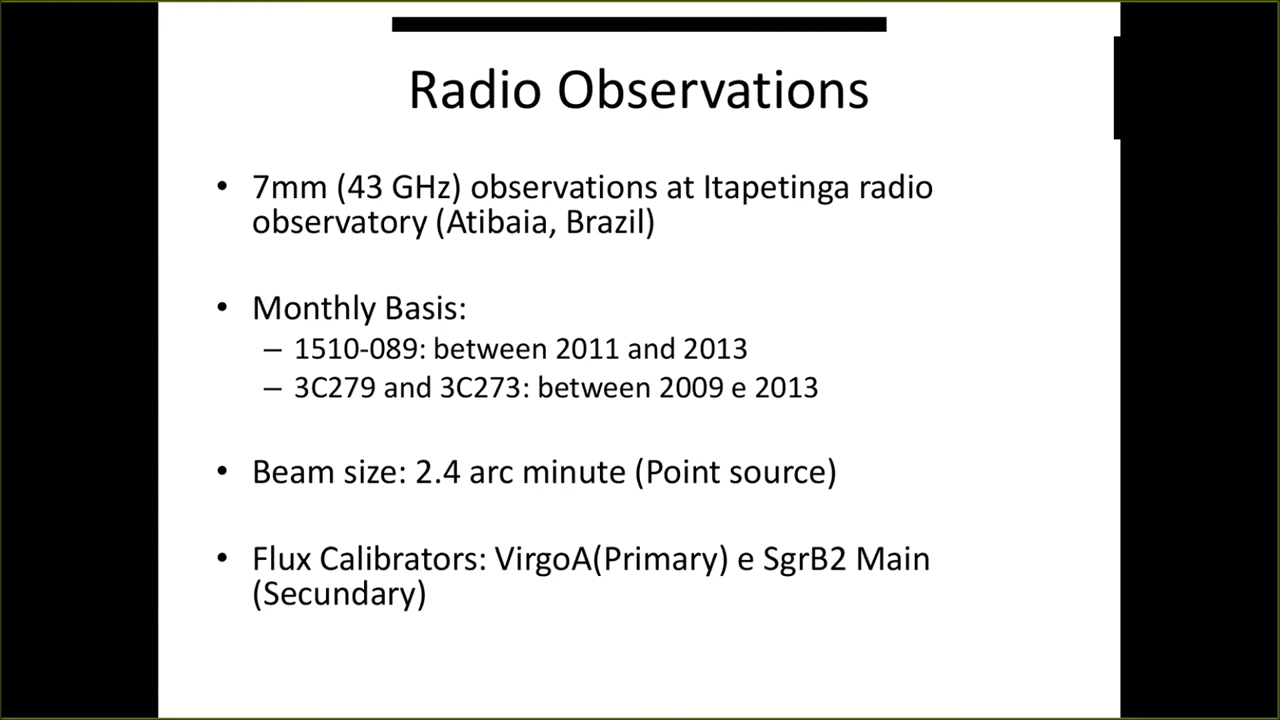 Radio Observations
• 7mm (43 GHz) observations at Itapetinga radio
observatory (Atibaia, Brazil)
• Monthly Basis:
– 1510-089: between 2011 and 2013
– 3C279 and 3C273: between 2009 e 2013
• Beam size: 2.4 arc minute (Point source)
• Flux Calibrators: VirgoA(Primary) e SgrB2 Main
(Secundary)